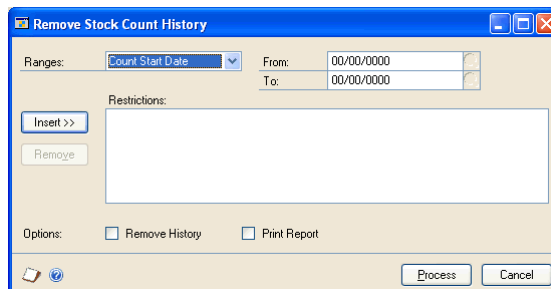 Remove Stock Count History
Ranges: Count Start Date From: 00/00/0000
To: 00/00/0000
Restrictions:
Insert >>
Remove
Options: Remove History Print Report
Process Cancel